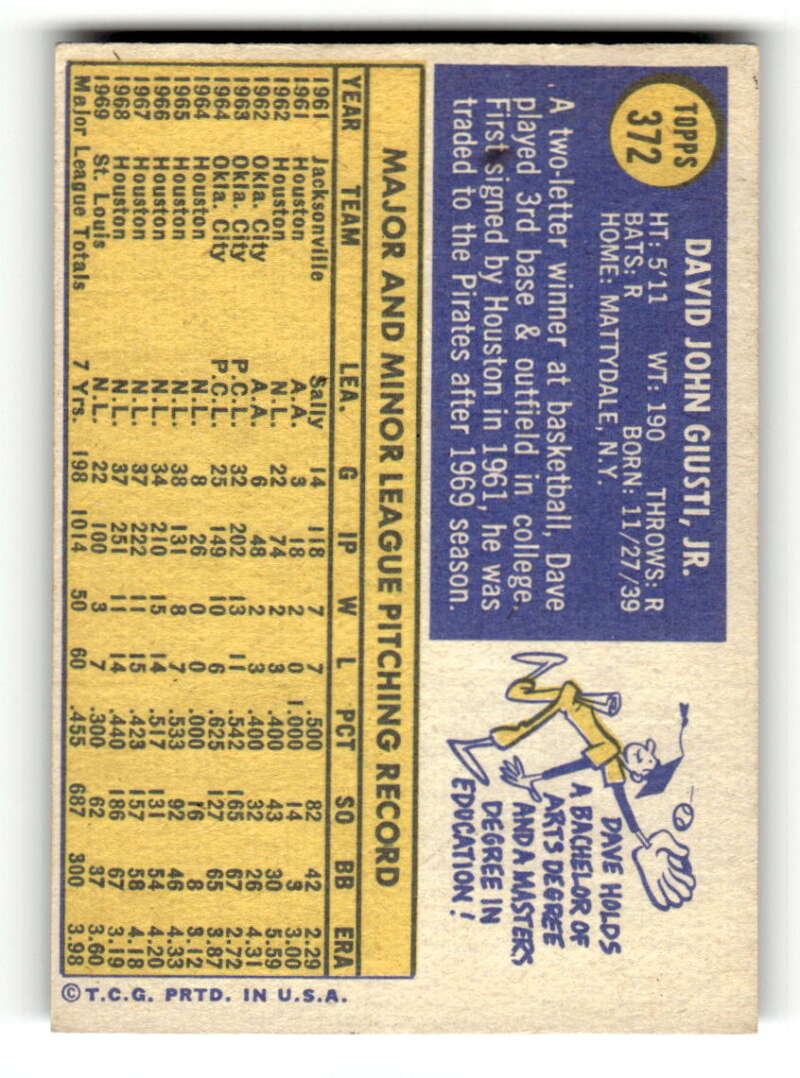 TOPPS
372
DAVID JOHN GIUSTI, JR.
HT: 5'11 WT: 190 THROWS: R
BATS: R BORN: 11/27/39
HOME: MATTYDALE, N.Y.
A two-letter winner at basketball, Dave
played 3rd base & outfield in college.
First signed by Houston in 1961, he was
traded to the Pirates after 1969 season.
DAVE HOLDS
A BACHELOR OF
ARTS DEGREE
AND A MASTERS
DEGREE IN
EDUCATION!
MAJOR AND MINOR LEAGUE PITCHING RECORD
YEAR TEAM LEA. G IP W L PCT SO BB ERA
1961 Jacksonville Sally 14 118 7 7 .500 82 42 2.29
1961 Houston A.A. 3 18 2 0 1.000 14 3 3.00
1962 Houston N.L. 22 74 2 3 .400 43 30 5.59
1962 Okla. City A.A. 6 48 2 3 .400 32 26 4.31
1963 Okla. City P.C.L. 32 202 13 11 .542 165 67 2.72
1964 Okla. City P.C.L. 25 149 10 6 .625 127 65 3.87
1964 Houston N.L. 8 26 0 0 .000 16 8 3.12
1965 Houston N.L. 38 131 8 7 .533 92 46 4.33
1966 Houston N.L. 34 210 15 14 .517 131 54 4.20
1967 Houston N.L. 37 222 11 15 .423 157 58 4.18
1968 Houston N.L. 37 251 11 14 .440 186 67 3.19
1969 St. Louis N.L. 22 100 3 7 .300 62 37 3.60
Major League Totals 7 Yrs. 198 1014 50 60 .455 687 300 3.98
© T.C.G. PRTD. IN U.S.A.